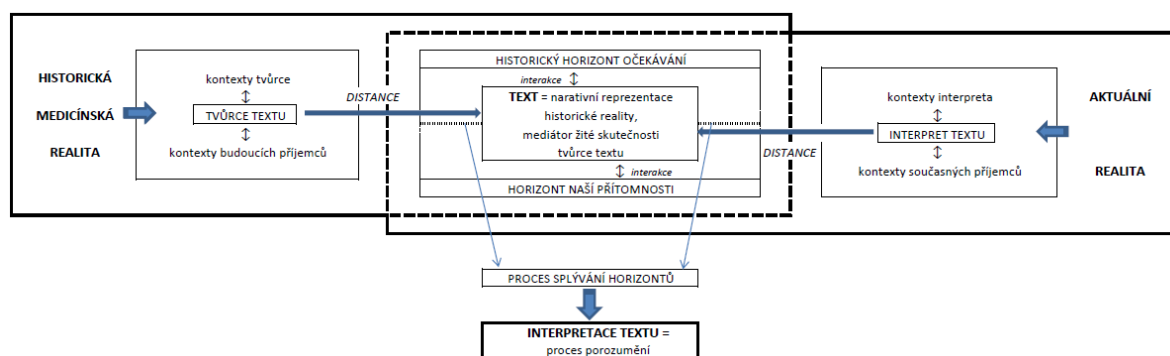 HISTORICKÁ
MEDICÍNSKÁ
REALITA
kontexty tvůrce
TVŮRCE TEXTU
kontexty budoucích příjemců
DISTANCE
HISTORICKÝ HORIZONT OČEKÁVÁNÍ
interakce
TEXT = narativní reprezentace
historické reality,
mediátor žité skutečnosti
tvůrce textu
interakce
HORIZONT NAŠÍ PŘÍTOMNOSTI
DISTANCE
kontexty interpreta
INTERPRET TEXTU
kontexty současných příjemců
AKTUÁLNÍ
REALITA
PROCES SPLÝVÁNÍ HORIZONTŮ
INTERPRETACE TEXTU =
proces porozumění